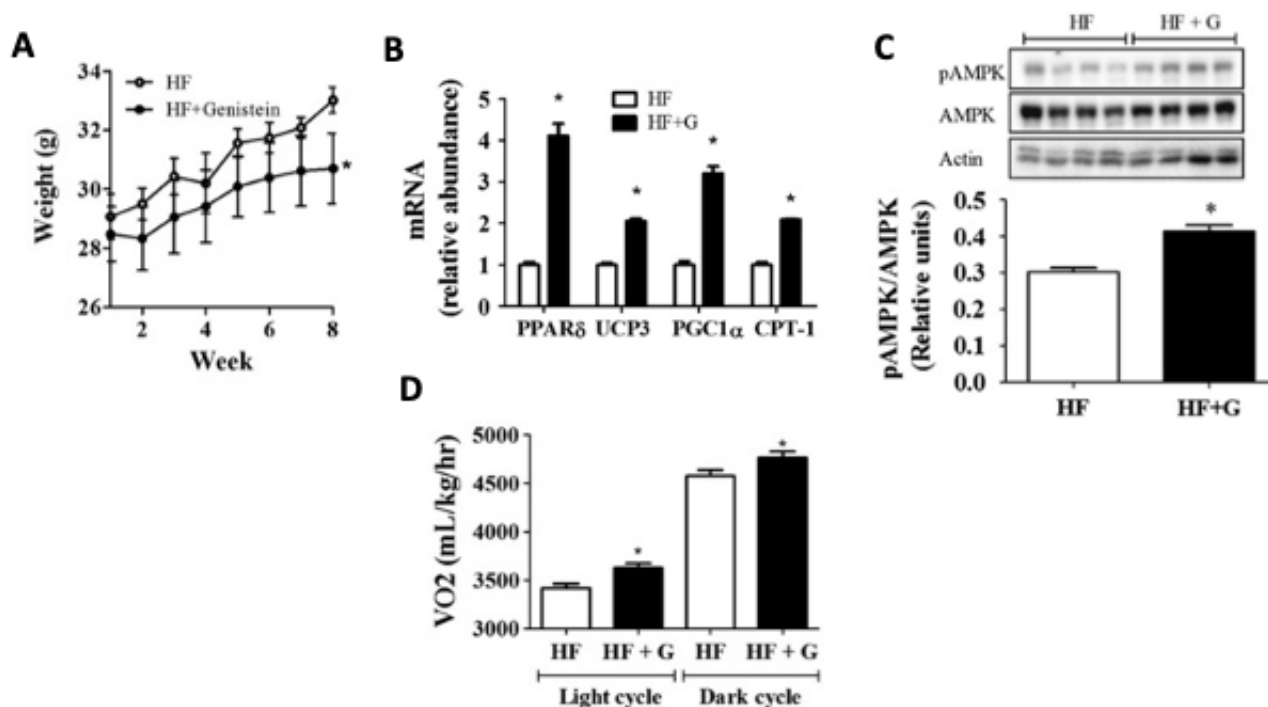 A
Weight (g)
34
32
30
28
26
2 4 6 8
Week
HF
HF+Genistein
*
B
mRNA
(relative abundance)
5
4
3
2
1
0
* * * *
HF
HF+G
PPARδ UCP3 PGC1α CPT-1
C
HF HF + G
pAMPK
AMPK
Actin
pAMPK/AMPK
(Relative units)
0.5
0.4
0.3
0.2
0.1
0.0
*
HF HF+G
D
VO2 (mL/kg/hr)
5000
4500
4000
3500
3000
* *
HF HF + G HF HF + G
Light cycle Dark cycle